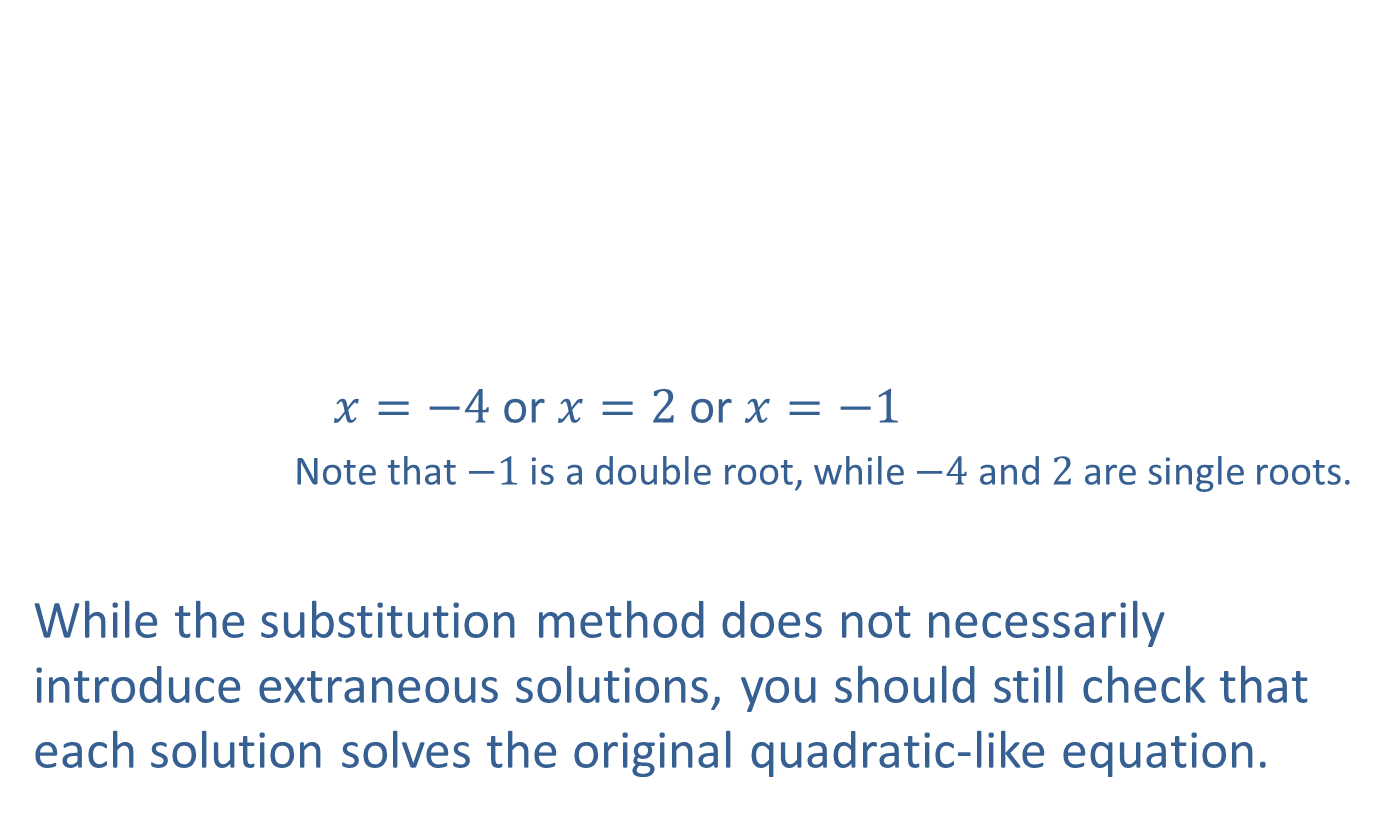 x = −4 or x = 2 or x = −1
Note that −1 is a double root, while −4 and 2 are single roots.
While the substitution method does not necessarily
introduce extraneous solutions, you should still check that
each solution solves the original quadratic-like equation.